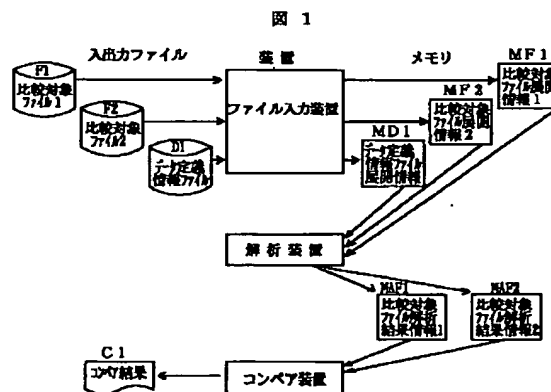 図 1
入出力ファイル
装置
メモリ
MF1
比較対象
ファイル展開
情報1
F1
比較対象
ファイル1
MF2
比較対象
ファイル展開
情報2
F2
比較対象
ファイル2
ファイル入力装置
MD1
データ定義
情報ファイル
展開情報
D1
データ定義
情報ファイル
解析装置
MAF1
比較対象
ファイル解析
結果情報1
MAF2
比較対象
ファイル解析
結果情報2
C1
コンペア結果
コンペア装置